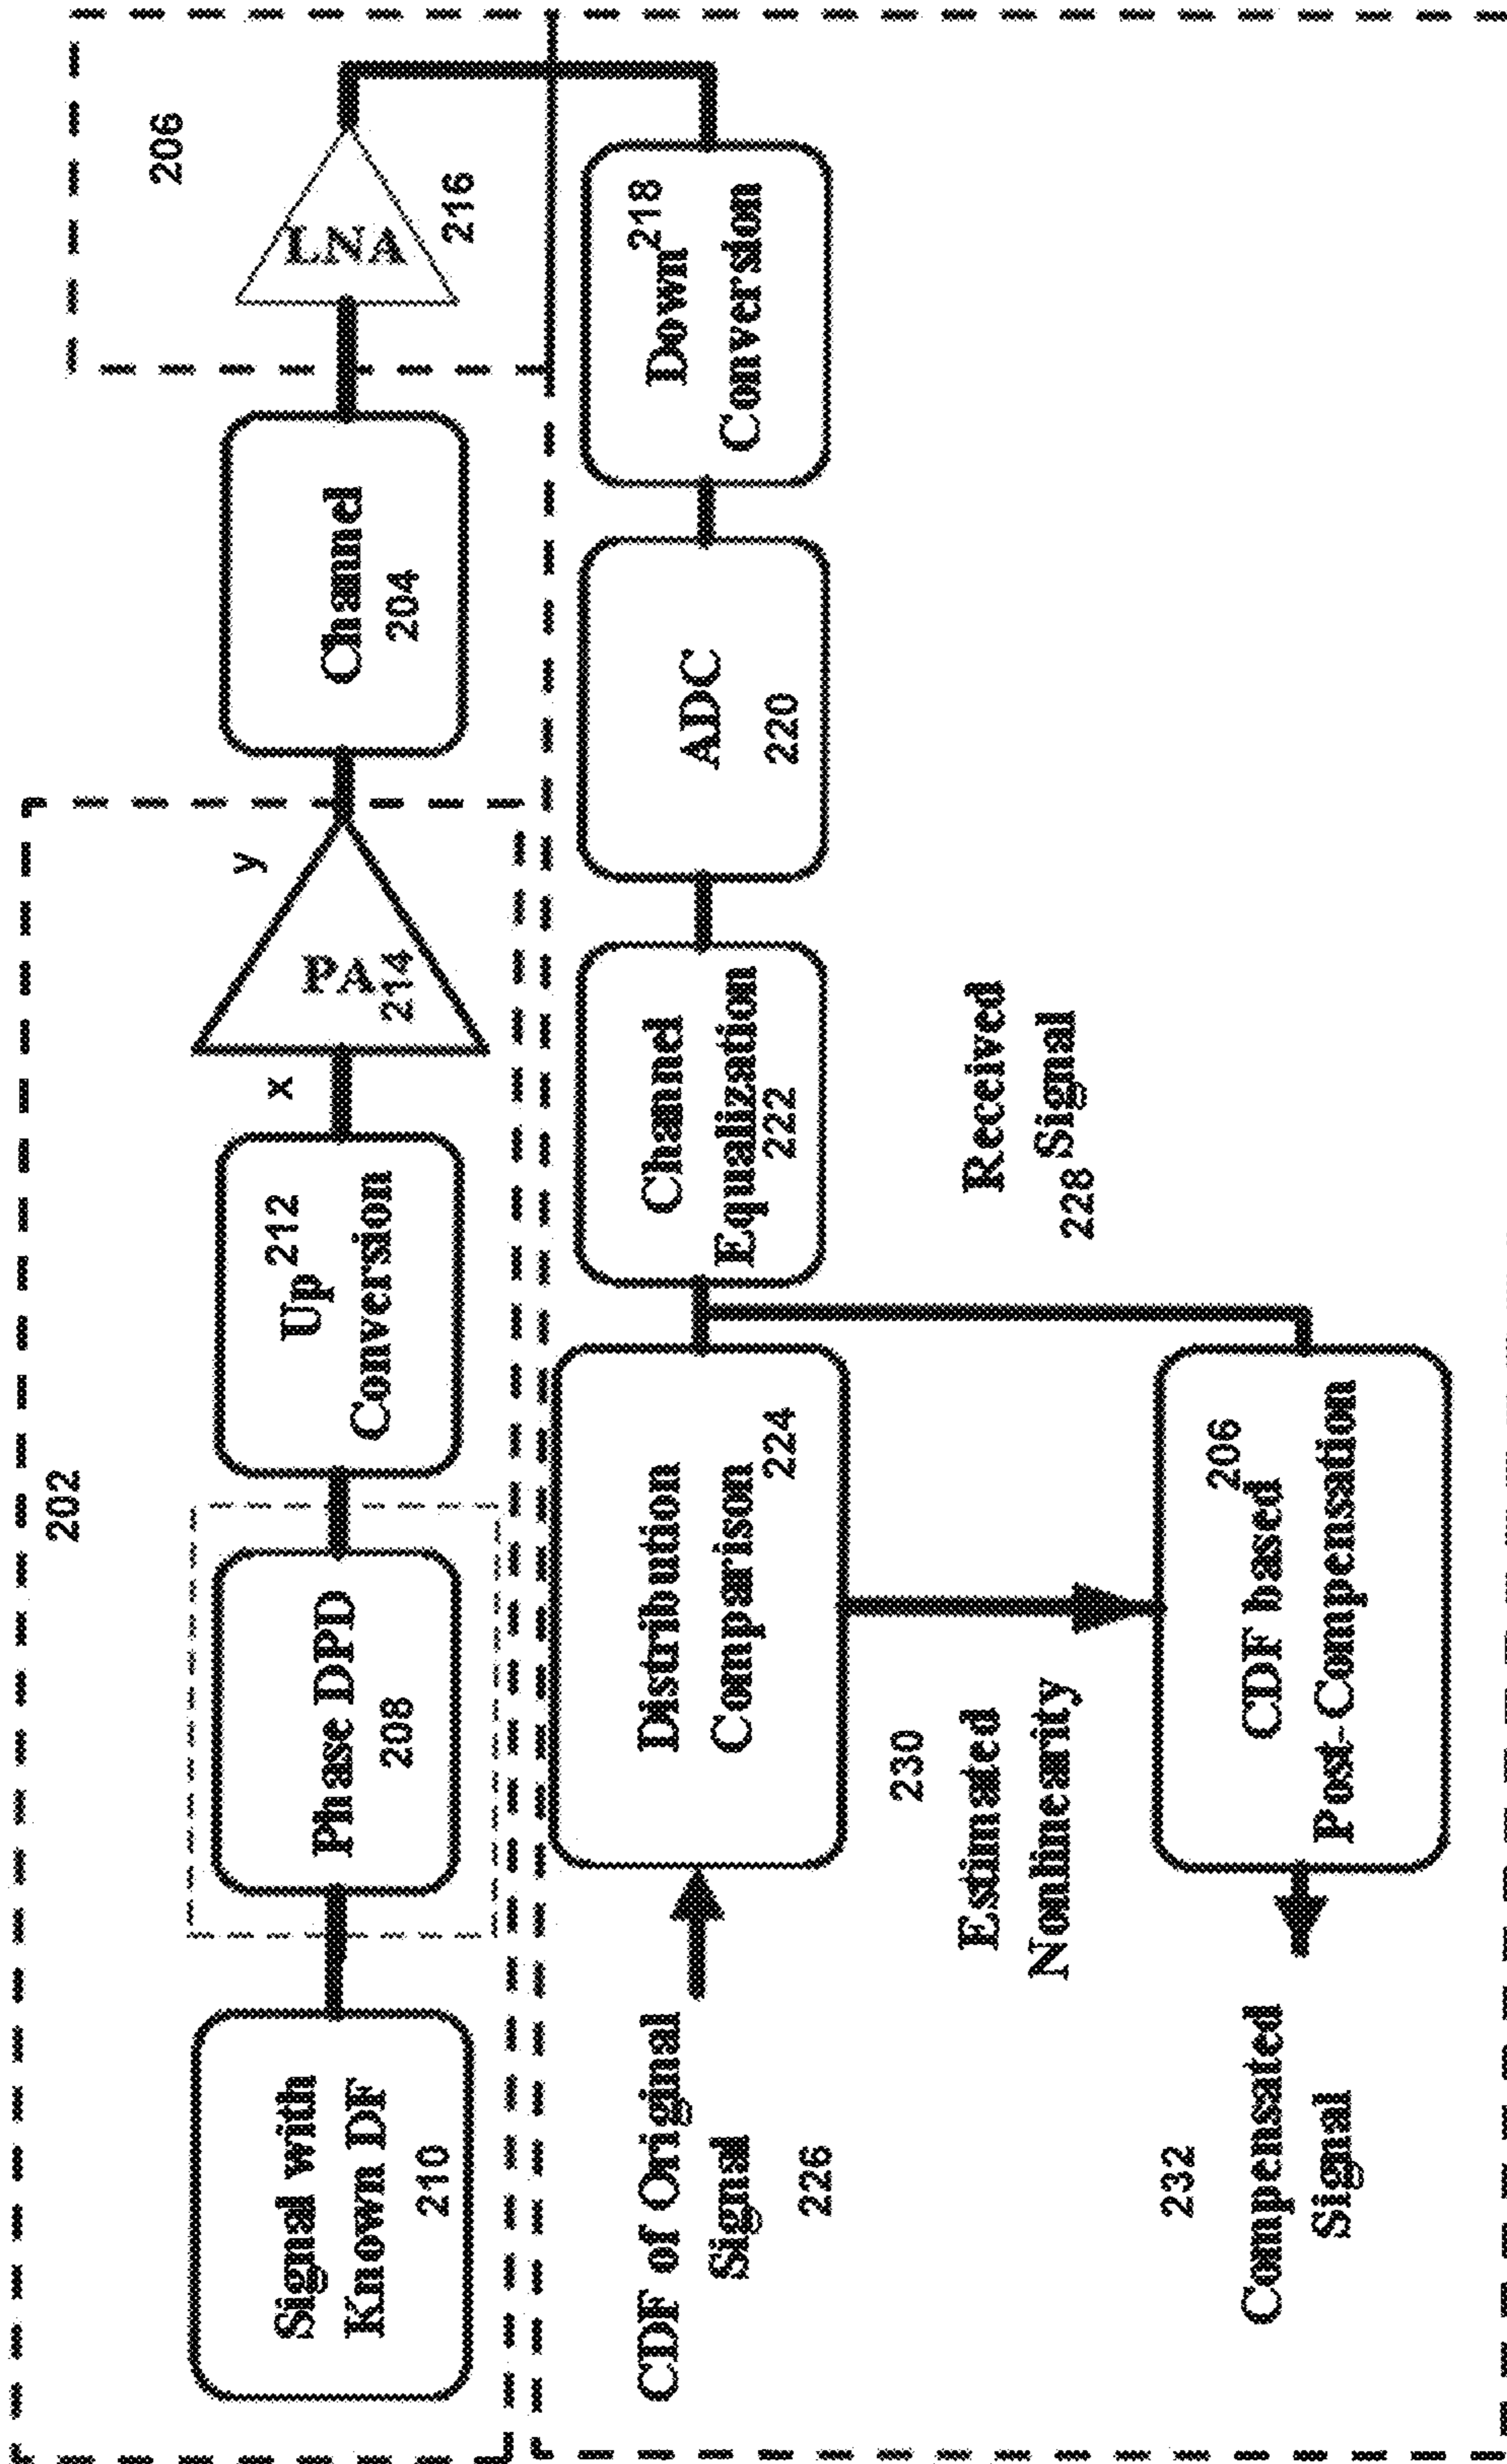 202
Signal with
Known DF
210
Phase DPD
208
Up
212
Conversion
x
PA
214
y
Channel
204
206
LNA
216
Down
218
Conversion
ADC
220
Channel
Equalization
222
Distribution
Comparison
224
CDF of Original
Signal
226
Received
Signal
228
230
Estimated
Nonlinearity
206
CDF based
Post-Compensation
232
Compensated
Signal